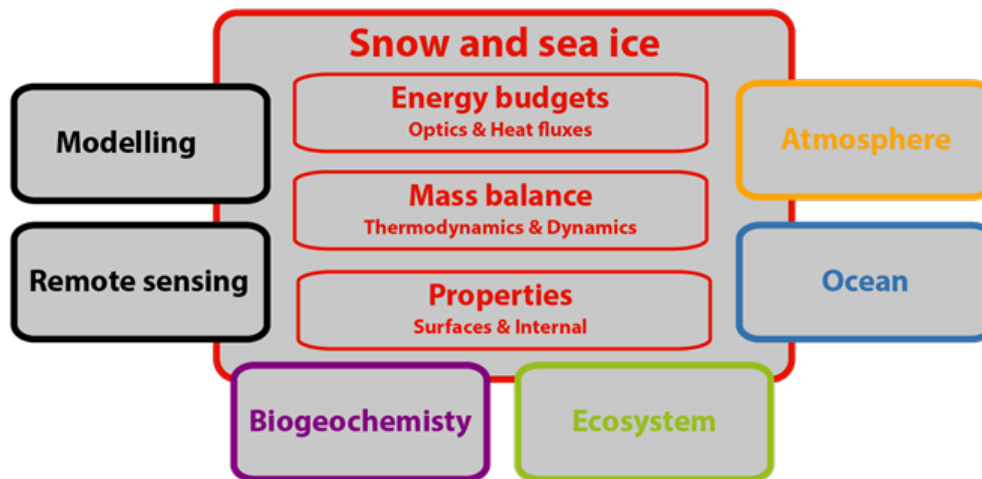 Snow and sea ice
Energy budgets
Optics & Heat fluxes
Mass balance
Thermodynamics & Dynamics
Properties
Surfaces & Internal
Modelling
Remote sensing
Atmosphere
Ocean
Biogeochemisty
Ecosystem